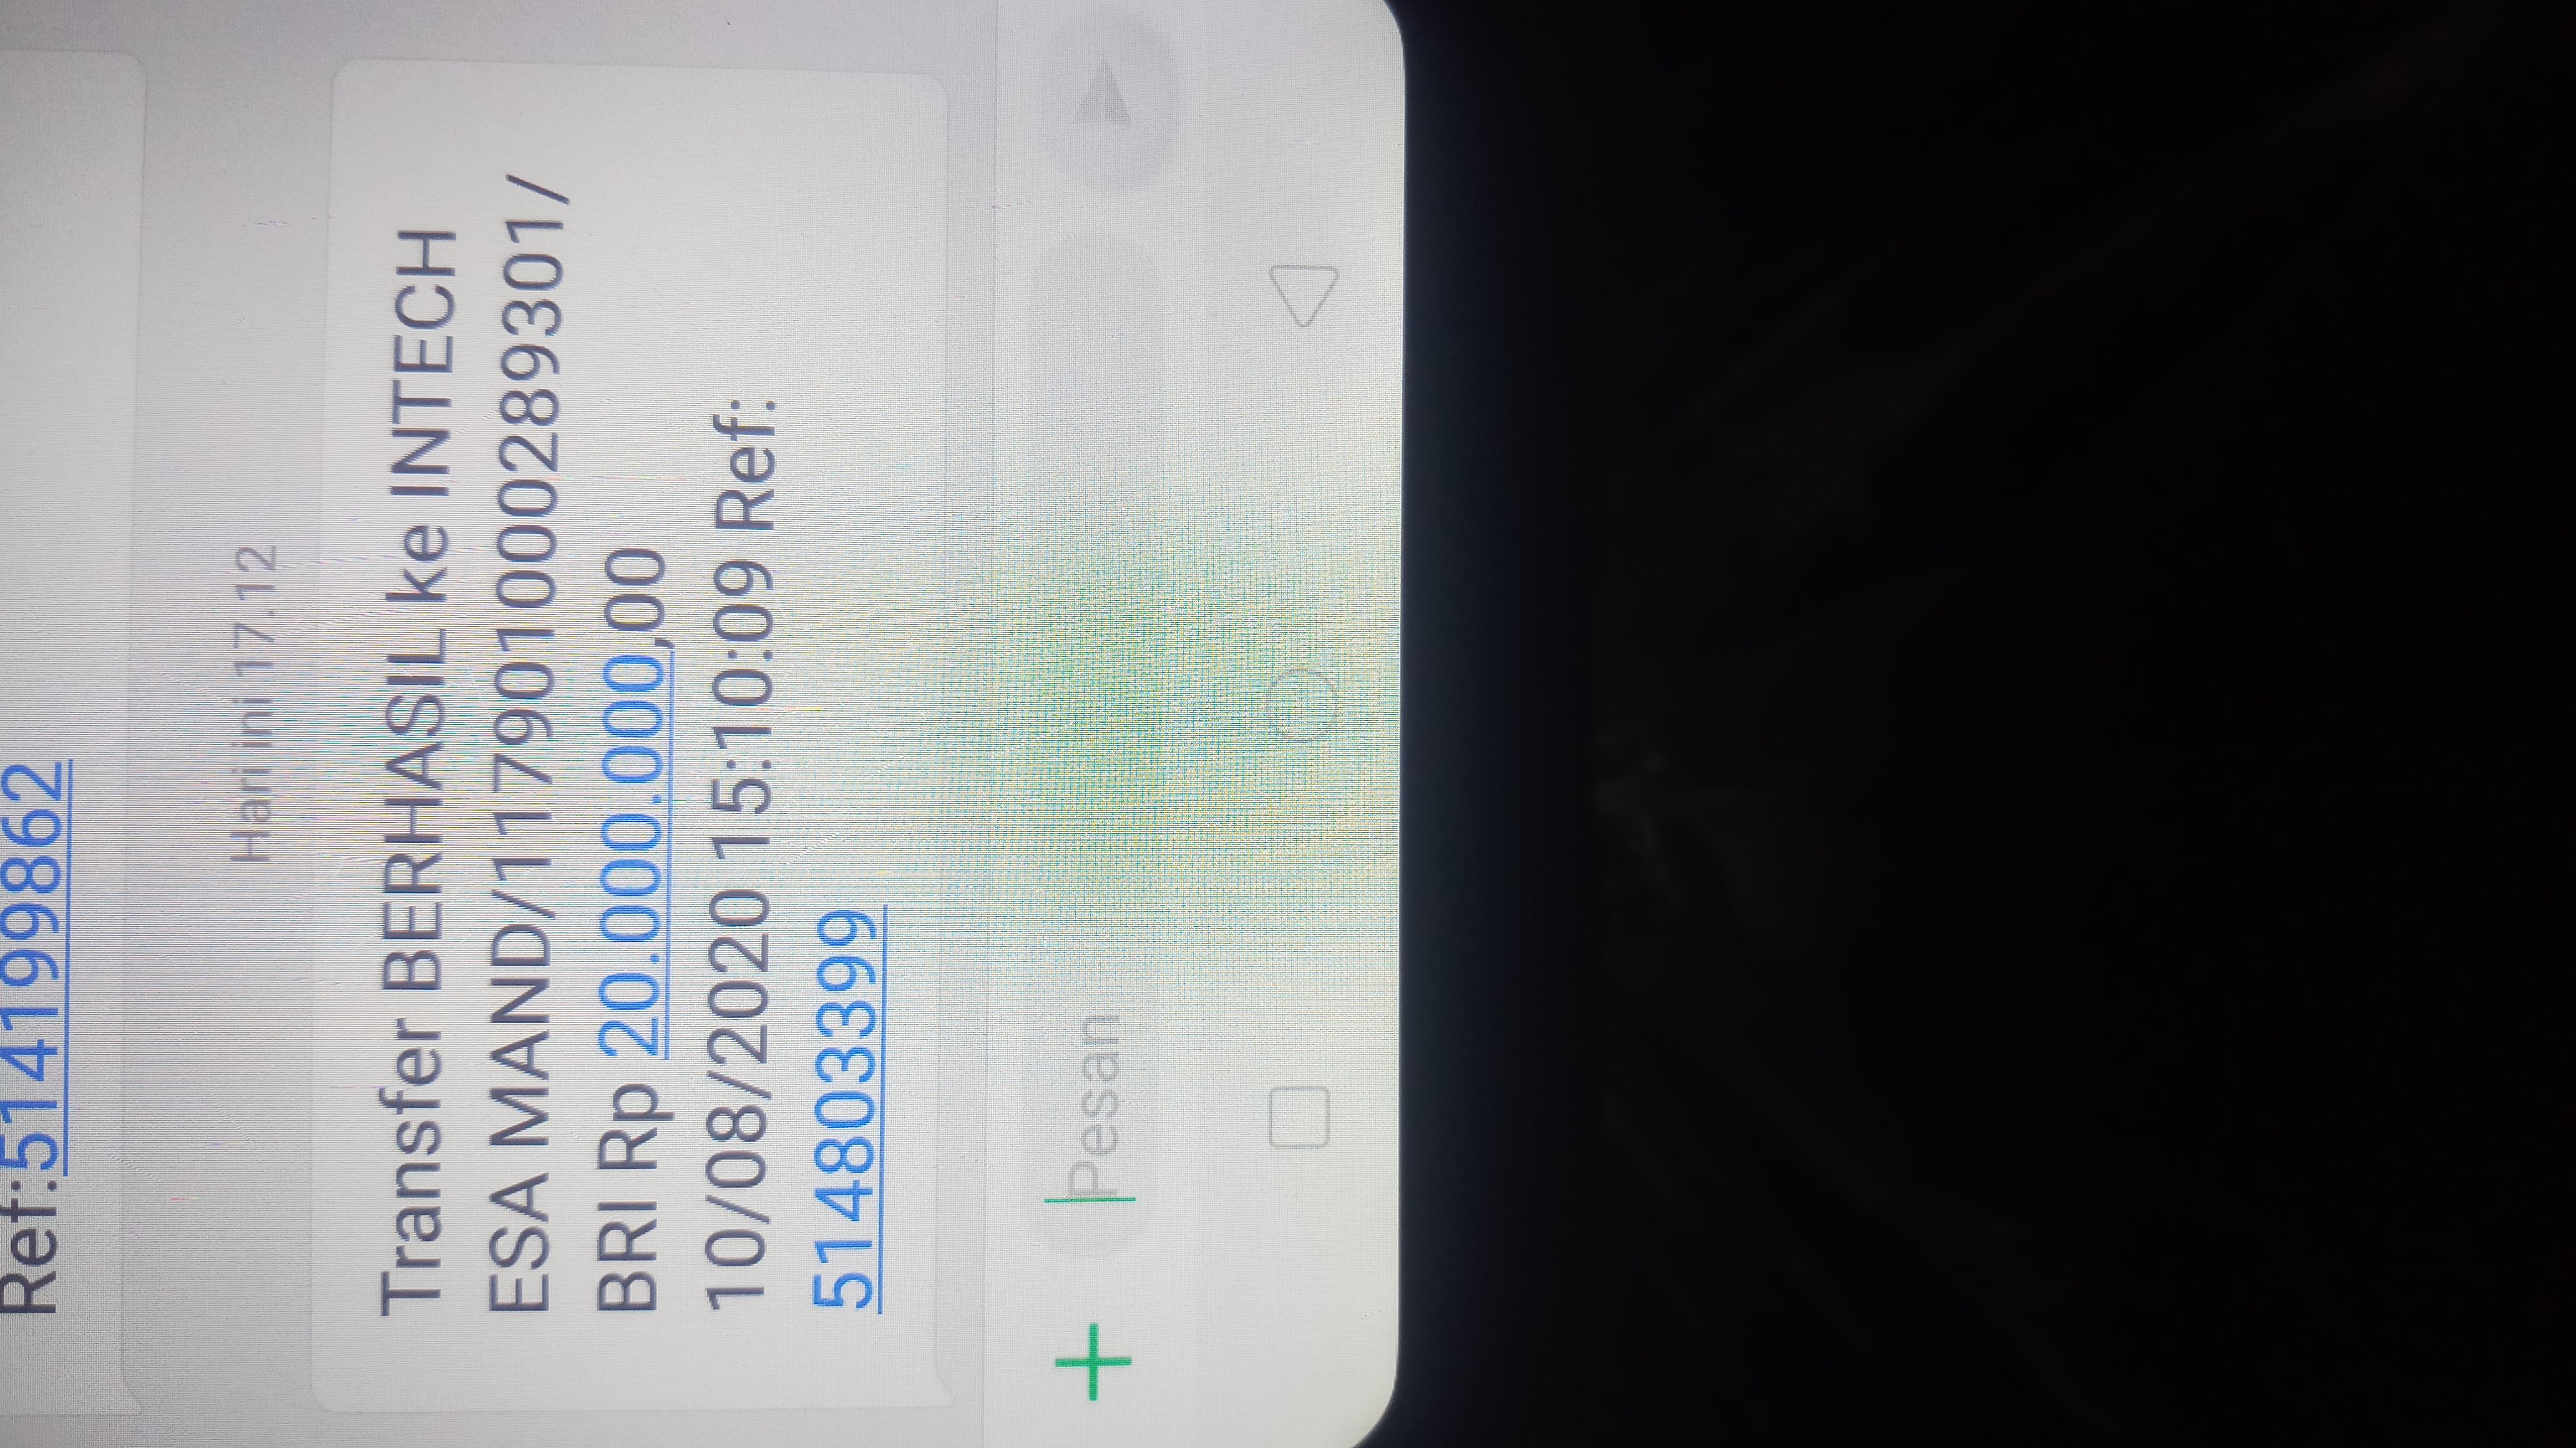 Ref:514199862
Hari ini 17.12
Transfer BERHASIL ke INTECH
ESA MAND/117901000289301/
BRI Rp 20.000.000,00
10/08/2020 15:10:09 Ref:
514803399
Pesan